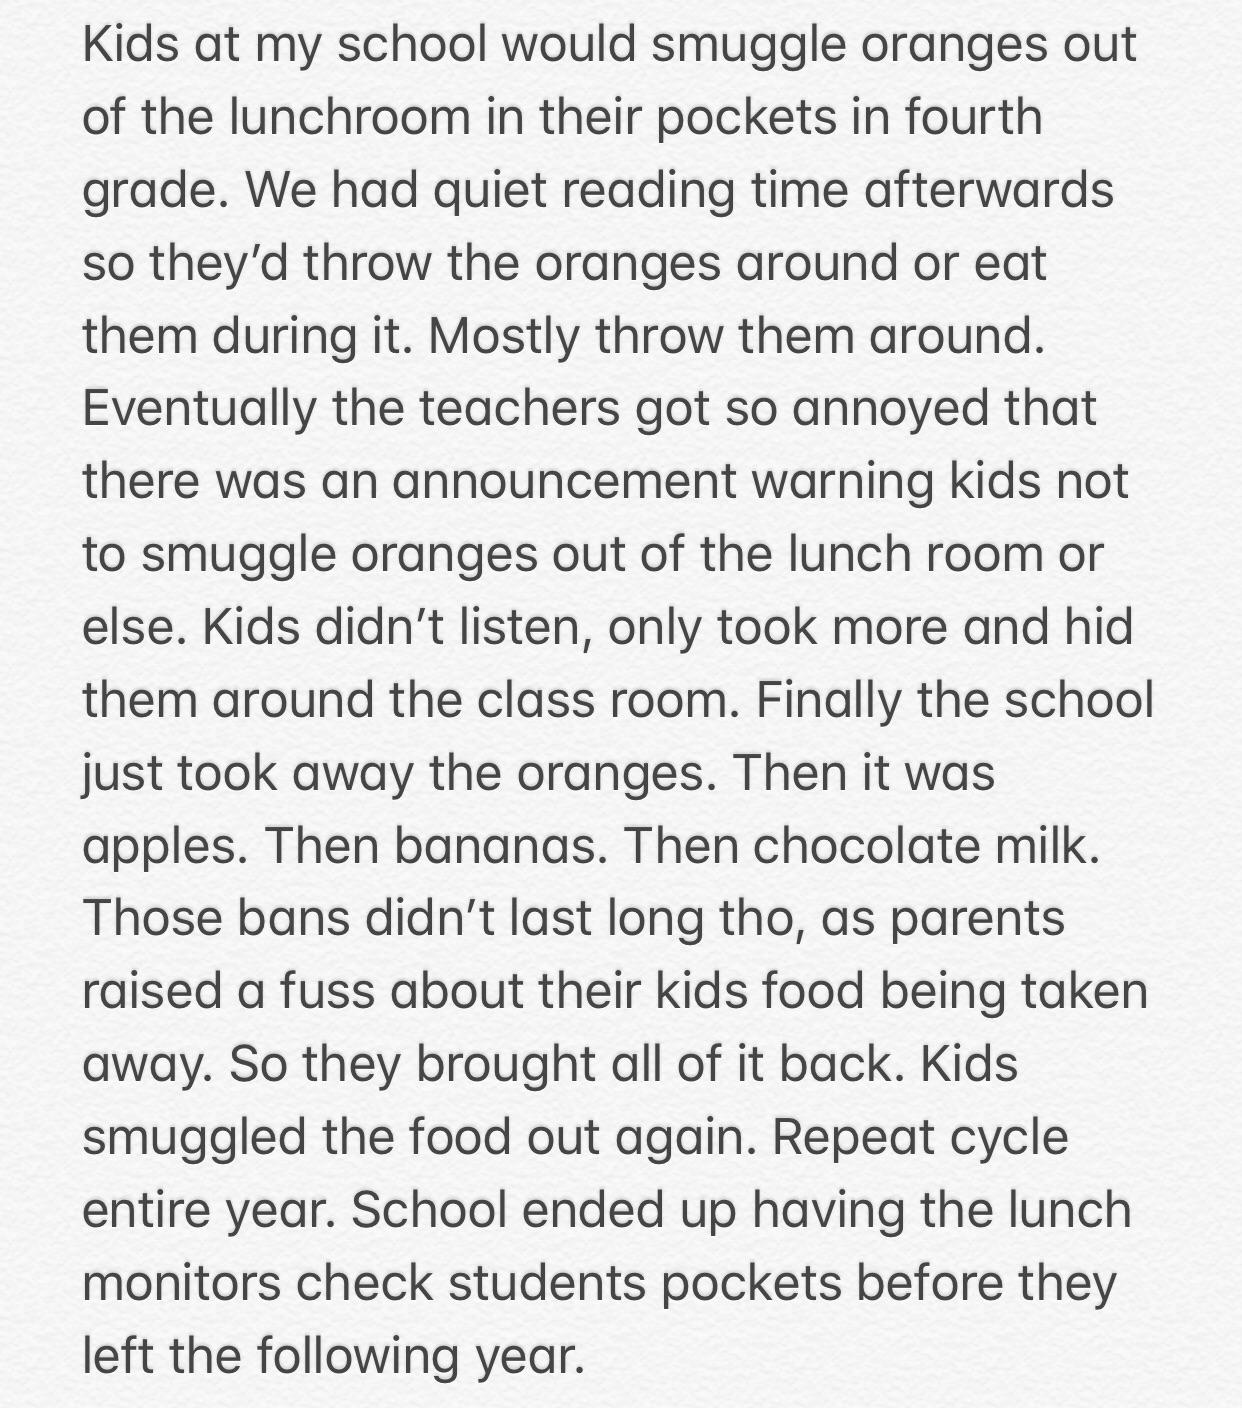 Kids at my school would smuggle oranges out
of the lunchroom in their pockets in fourth
grade. We had quiet reading time afterwards
so they’d throw the oranges around or eat
them during it. Mostly throw them around.
Eventually the teachers got so annoyed that
there was an announcement warning kids not
to smuggle oranges out of the lunch room or
else. Kids didn’t listen, only took more and hid
them around the class room. Finally the school
just took away the oranges. Then it was
apples. Then bananas. Then chocolate milk.
Those bans didn’t last long tho, as parents
raised a fuss about their kids food being taken
away. So they brought all of it back. Kids
smuggled the food out again. Repeat cycle
entire year. School ended up having the lunch
monitors check students pockets before they
left the following year.